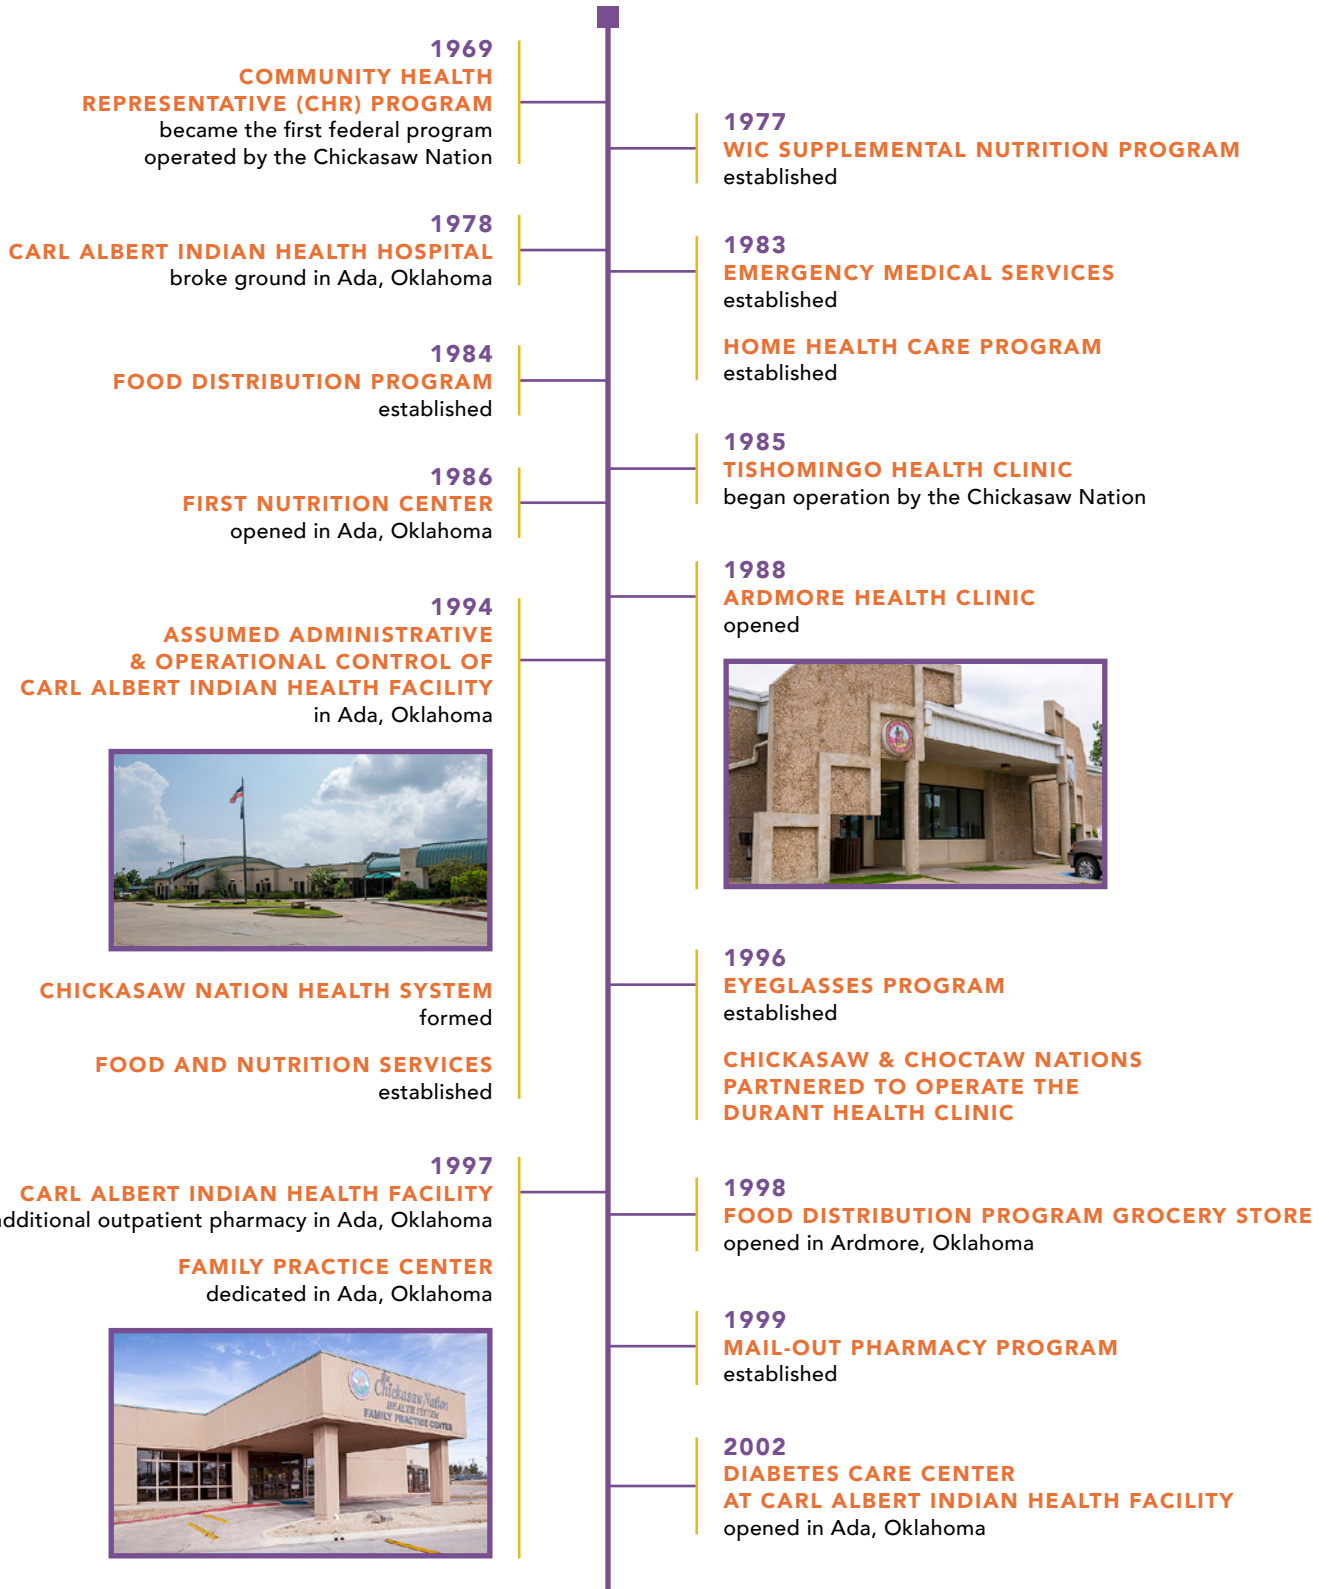 1969
COMMUNITY HEALTH
REPRESENTATIVE (CHR) PROGRAM
became the first federal program
operated by the Chickasaw Nation
1977
WIC SUPPLEMENTAL NUTRITION PROGRAM
established
1978
CARL ALBERT INDIAN HEALTH HOSPITAL
broke ground in Ada, Oklahoma
1983
EMERGENCY MEDICAL SERVICES
established
HOME HEALTH CARE PROGRAM
established
1984
FOOD DISTRIBUTION PROGRAM
established
1985
TISHOMINGO HEALTH CLINIC
began operation by the Chickasaw Nation
1986
FIRST NUTRITION CENTER
opened in Ada, Oklahoma
1988
ARDMORE HEALTH CLINIC
opened
1994
ASSUMED ADMINISTRATIVE
& OPERATIONAL CONTROL OF
CARL ALBERT INDIAN HEALTH FACILITY
in Ada, Oklahoma
CHICKASAW NATION HEALTH SYSTEM
formed
FOOD AND NUTRITION SERVICES
established
1996
EYEGLASSES PROGRAM
established
CHICKASAW & CHOCTAW NATIONS
PARTNERED TO OPERATE THE
DURANT HEALTH CLINIC
1997
CARL ALBERT INDIAN HEALTH FACILITY
additional outpatient pharmacy in Ada, Oklahoma
FAMILY PRACTICE CENTER
dedicated in Ada, Oklahoma
The
Chickasaw Nation
HEALTH SYSTEM
FAMILY PRACTICE CENTER
1998
FOOD DISTRIBUTION PROGRAM GROCERY STORE
opened in Ardmore, Oklahoma
1999
MAIL-OUT PHARMACY PROGRAM
established
2002
DIABETES CARE CENTER
AT CARL ALBERT INDIAN HEALTH FACILITY
opened in Ada, Oklahoma